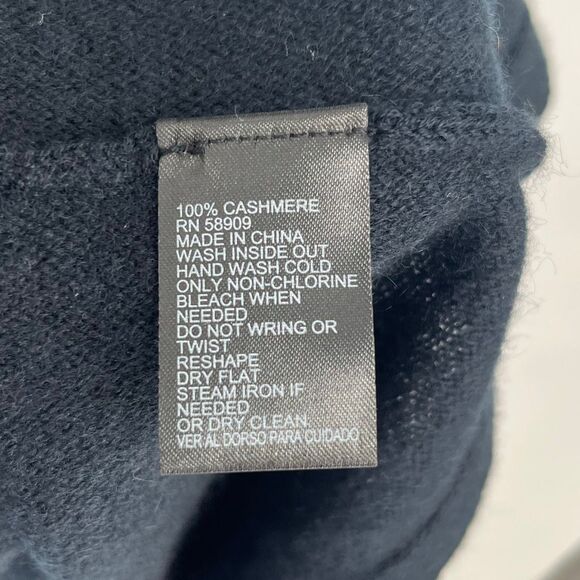 100% CASHMERE
RN 58909
MADE IN CHINA
WASH INSIDE OUT
HAND WASH COLD
ONLY NON-CHLORINE
BLEACH WHEN
NEEDED
DO NOT WRING OR
TWIST
RESHAPE
DRY FLAT
STEAM IRON IF
NEEDED
OR DRY CLEAN.
VER AL DORSO PARA CUIDADO